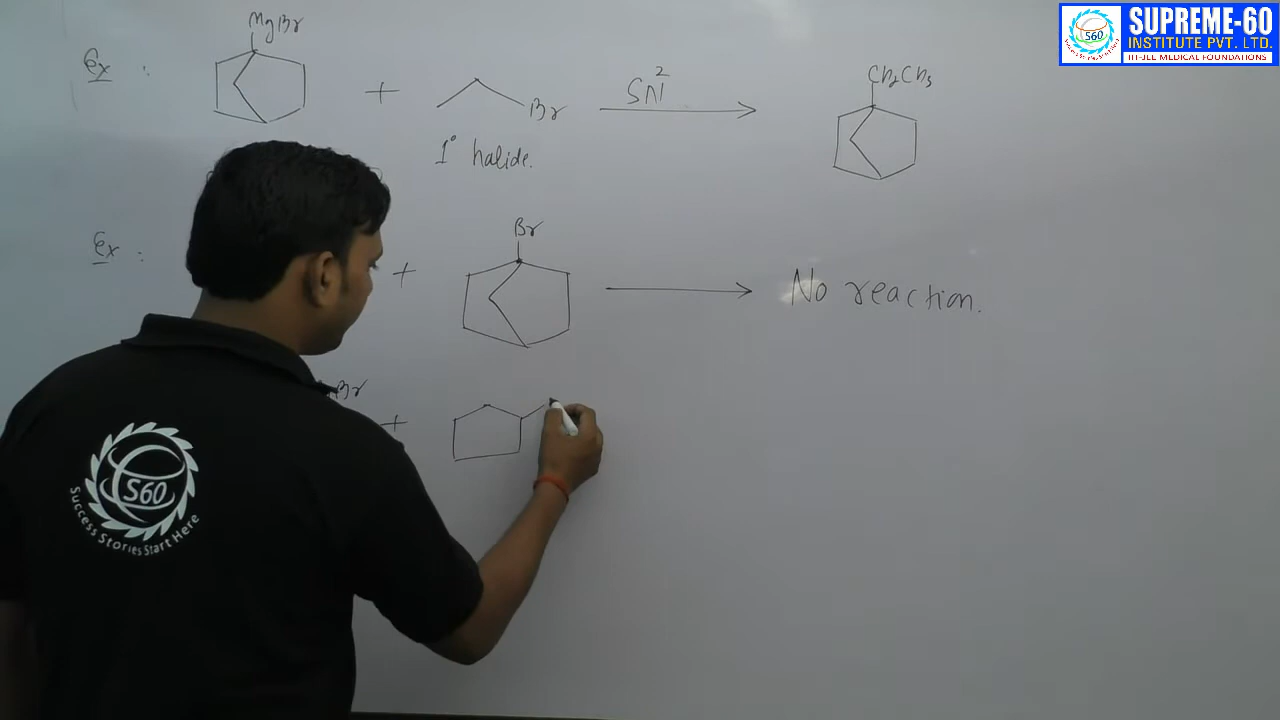 SUPREME-60
INSTITUTE PVT. LTD.
IIT-JEE MEDICAL FOUNDATIONS
S60
Ex :
MgBr
+
Br
1° halide.
SN2
CH2CH3
Ex :
+
Br
No reaction.
Br
+
S60
Success Stories Start Here